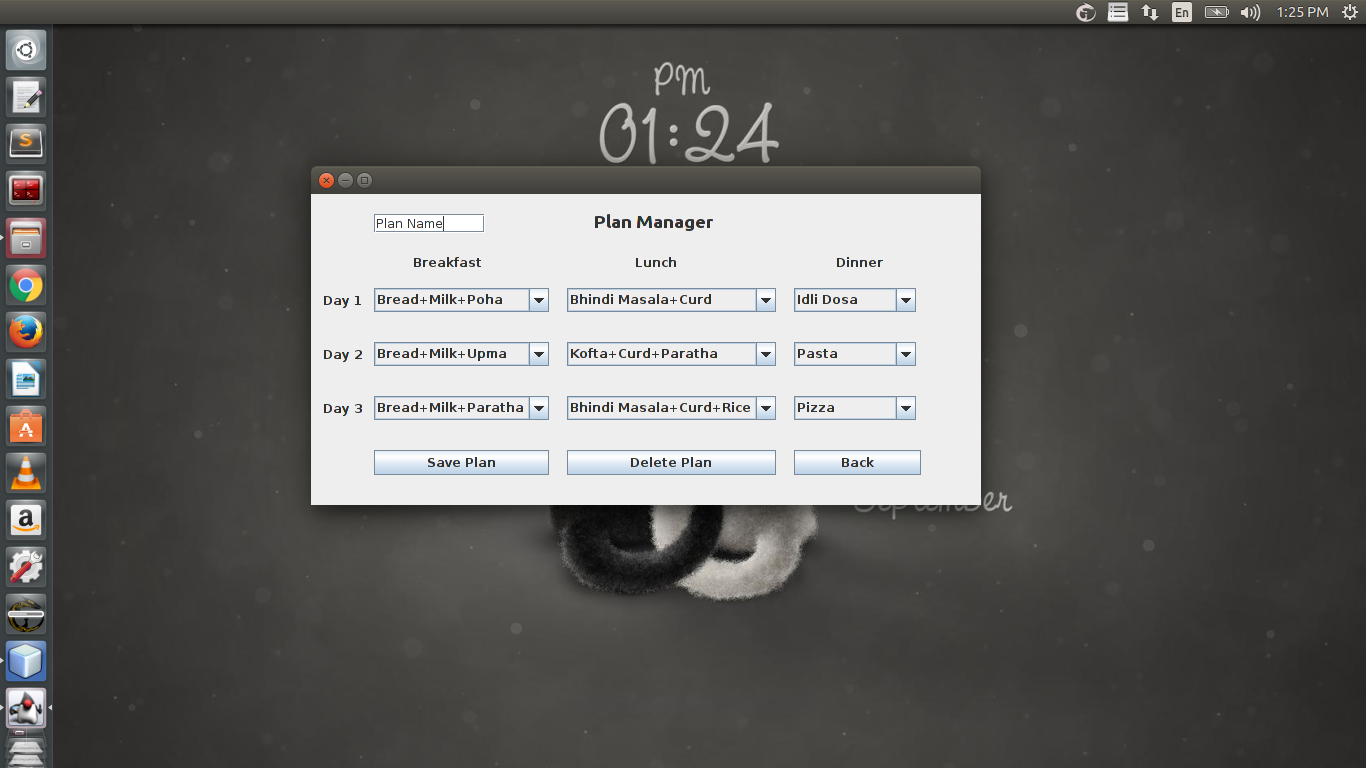 En 1:25 PM
PM
01:24
Plan Name
Plan Manager
Breakfast Lunch Dinner
Day 1 Bread+Milk+Poha Bhindi Masala+Curd Idli Dosa
Day 2 Bread+Milk+Upma Kofta+Curd+Paratha Pasta
Day 3 Bread+Milk+Paratha Bhindi Masala+Curd+Rice Pizza
Save Plan Delete Plan Back
September